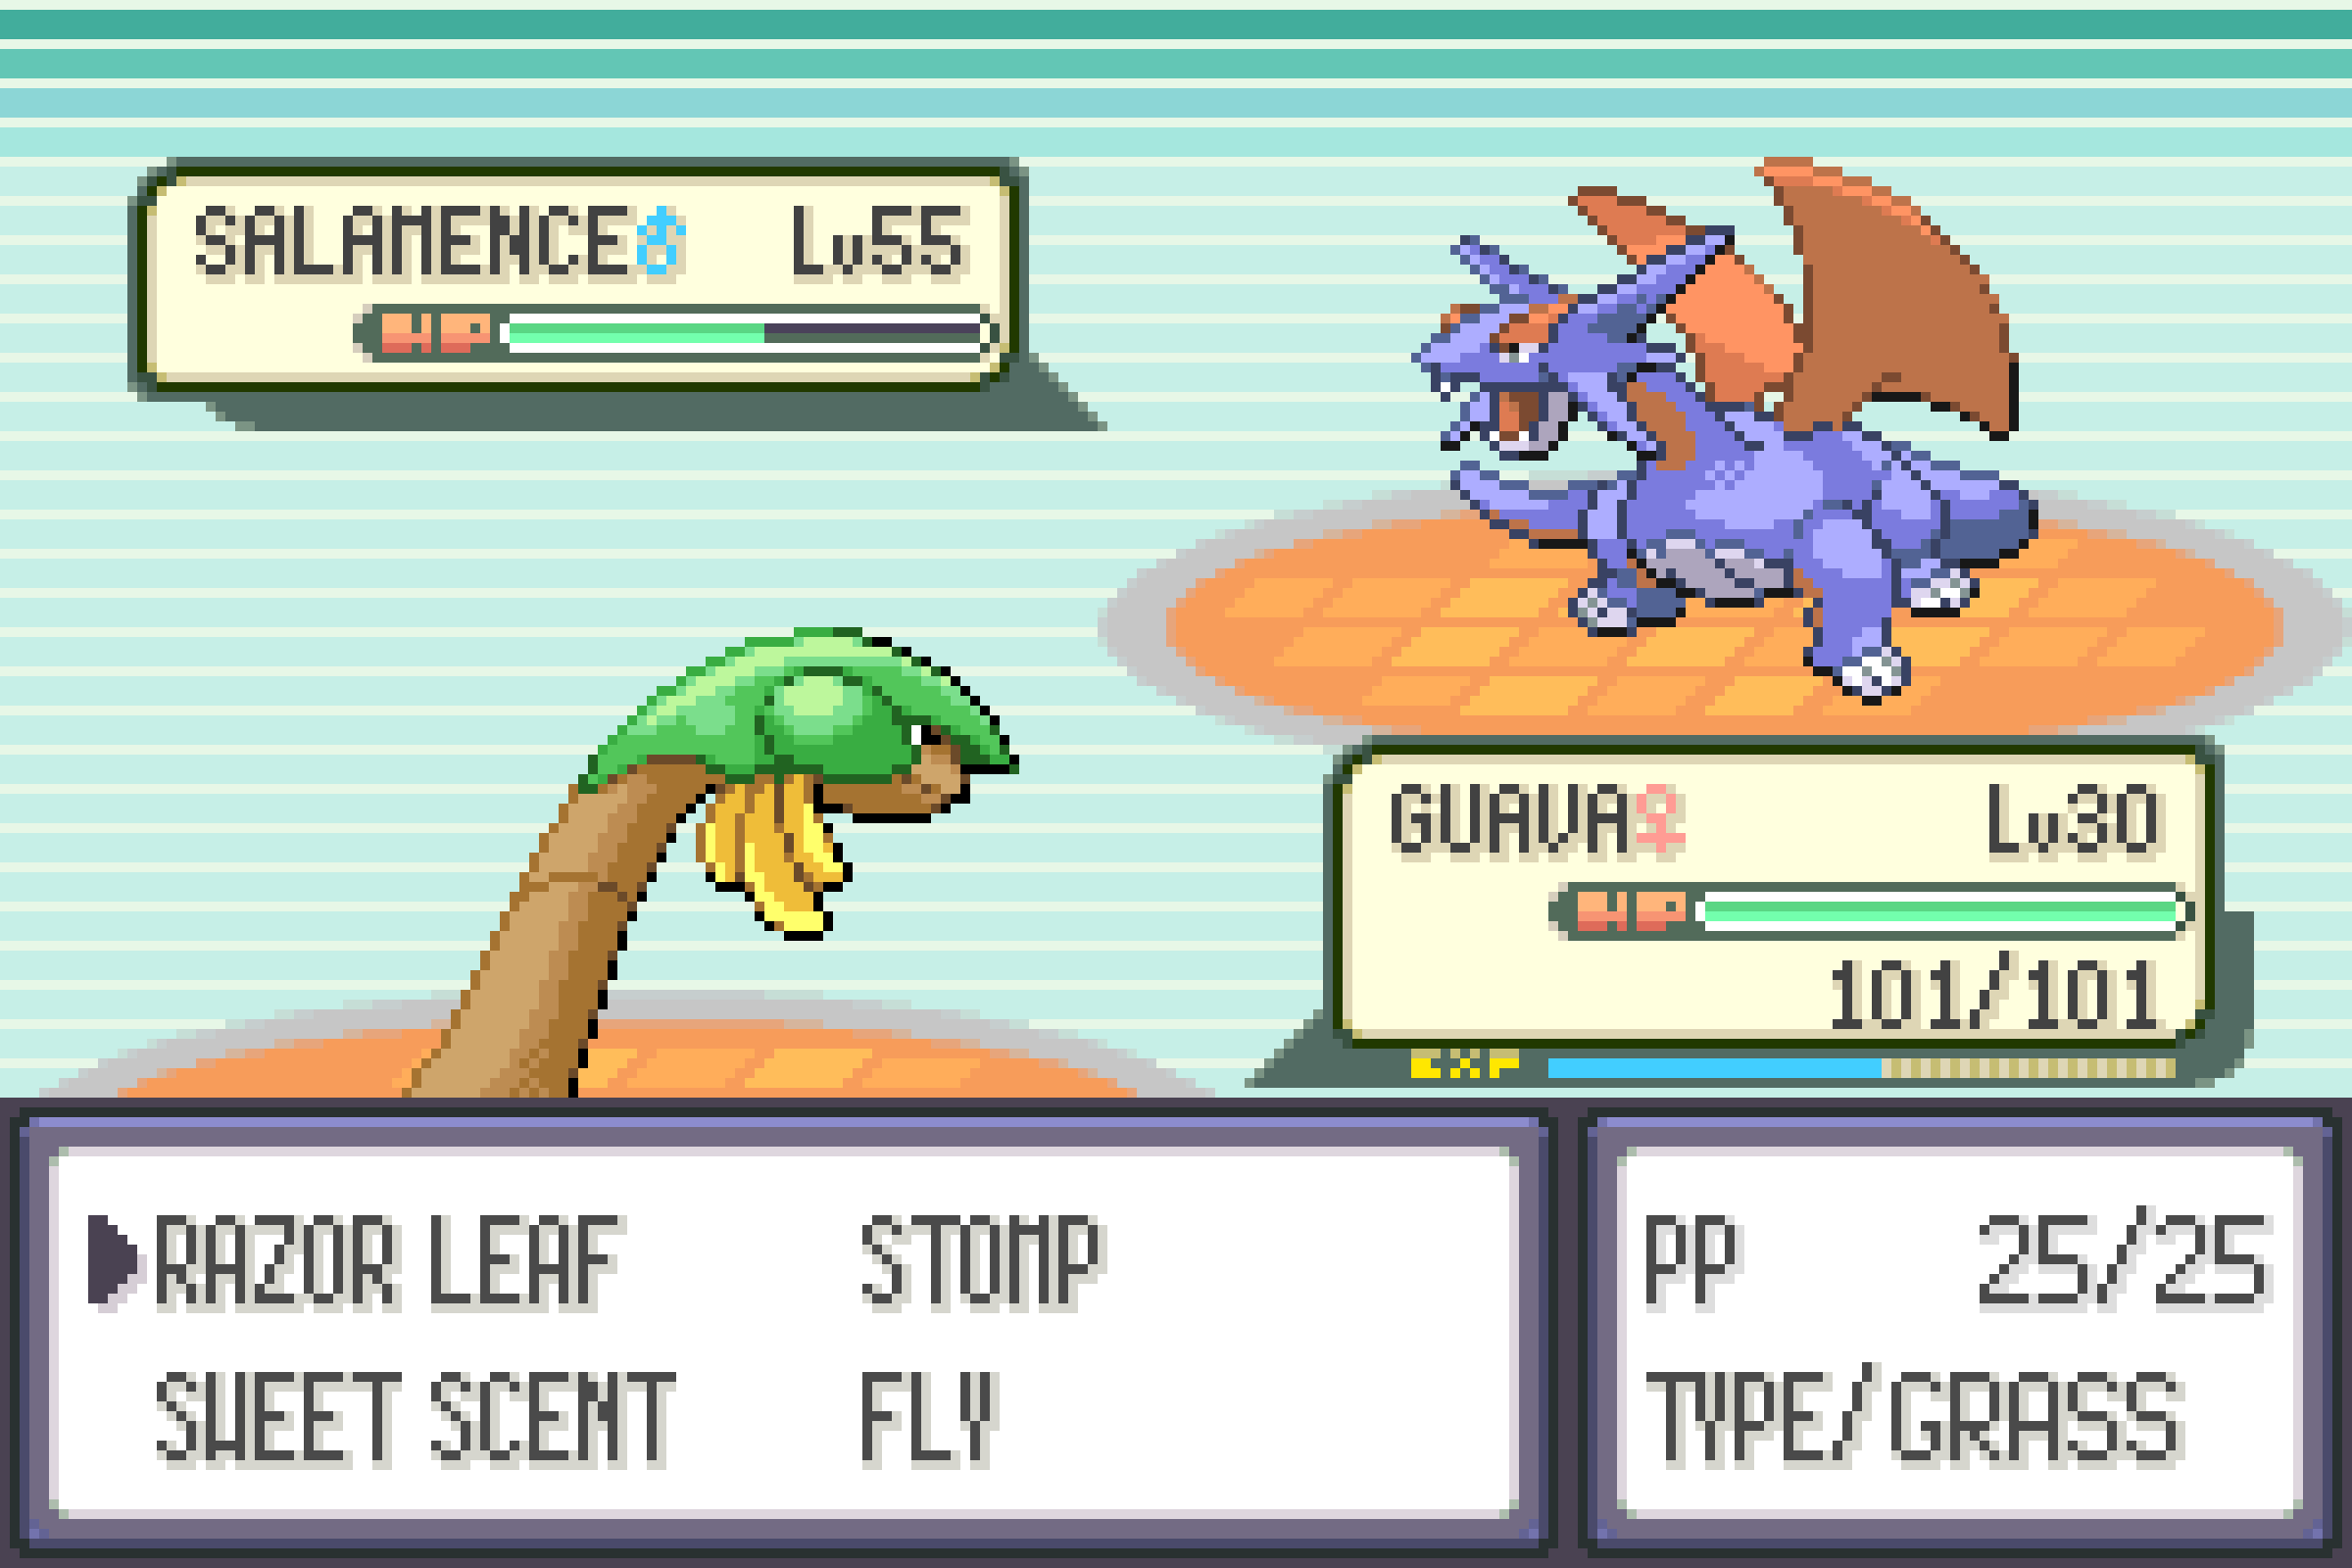 SALAMENCE♂ Lv55
HP
GUAVA♀ Lv30
HP
101/101
EXP
RAZOR LEAF STOMP
SWEET SCENT FLY
PP 25/25
TYPE/GRASS